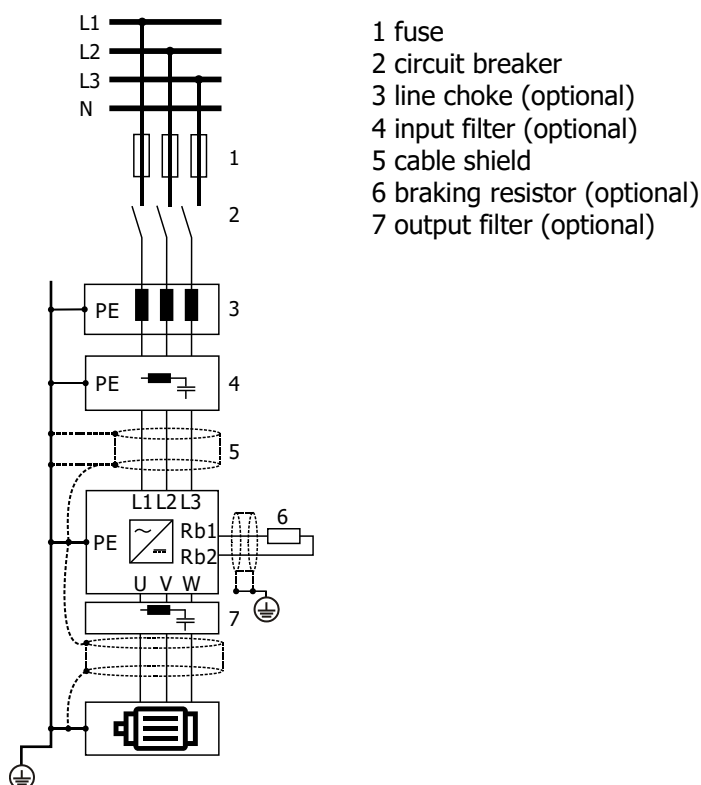 L1
L2
L3
N
1
2
PE
3
PE
4
5
L1 L2 L3
PE
Rb1
Rb2
6
U V W
7
1 fuse
2 circuit breaker
3 line choke (optional)
4 input filter (optional)
5 cable shield
6 braking resistor (optional)
7 output filter (optional)